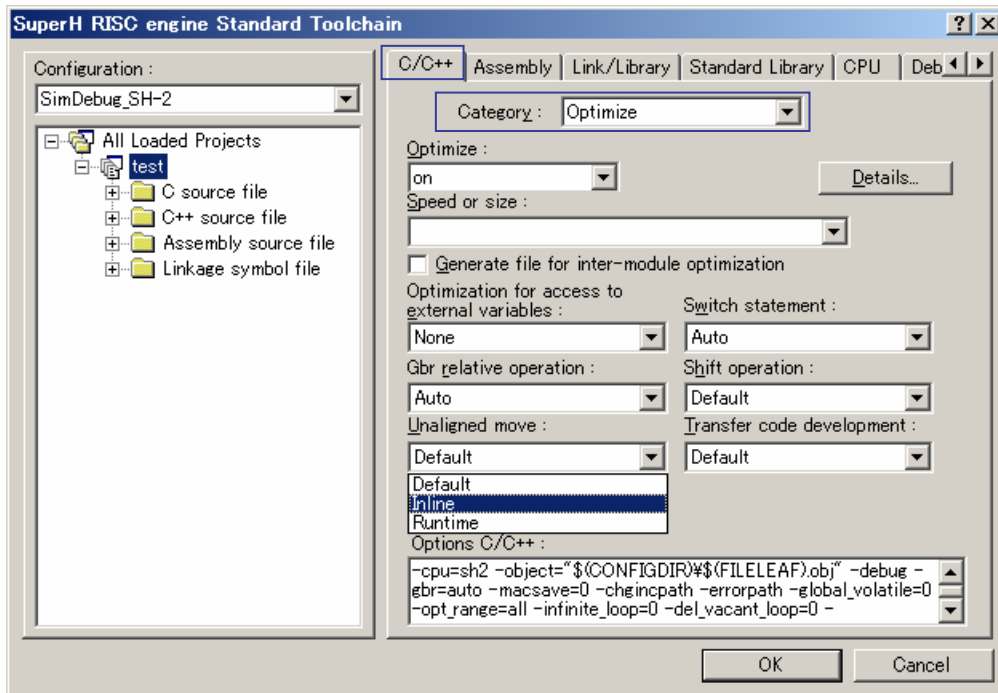 SuperH RISC engine Standard Toolchain
Configuration :
SimDebug_SH-2
All Loaded Projects
test
C source file
C++ source file
Assembly source file
Linkage symbol file
C/C++ Assembly Link/Library Standard Library CPU Deb
Category : Optimize
Optimize :
on
Details...
Speed or size :
Generate file for inter-module optimization
Optimization for access to
external variables :
Switch statement :
None
Auto
Gbr relative operation :
Shift operation :
Auto
Default
Unaligned move :
Transfer code development :
Default
Default
Default
Inline
Runtime
Options C/C++ :
-cpu=sh2 -object="$(CONFIGDIR)¥$(FILELEAF).obj" -debug -
gbr=auto -macsave=0 -chgincpath -errorpath -global_volatile=0
-opt_range=all -infinite_loop=0 -del_vacant_loop=0 -
OK
Cancel